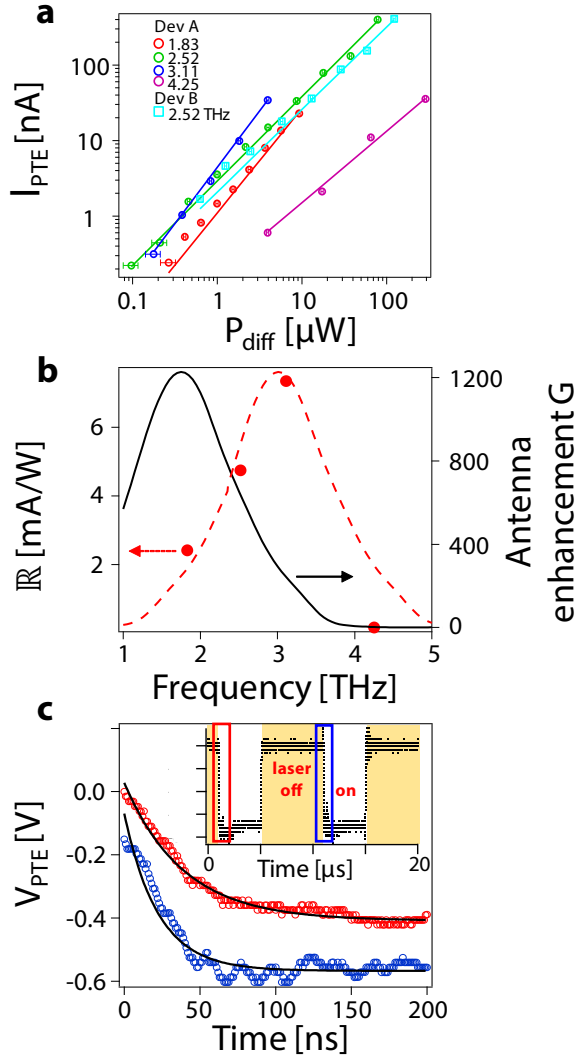 a
Dev A
1.83
2.52
3.11
4.25
Dev B
2.52 THz
100
10
1
I_PTE [nA]
0.1 1 10 100
P_diff [μW]
b
6
4
2
ℝ [mA/W]
1200
800
400
0
Antenna
enhancement G
1 2 3 4 5
Frequency [THz]
c
0.0
-0.2
-0.4
-0.6
V_PTE [V]
laser
off on
0 20
Time [μs]
0 50 100 150 200
Time [ns]